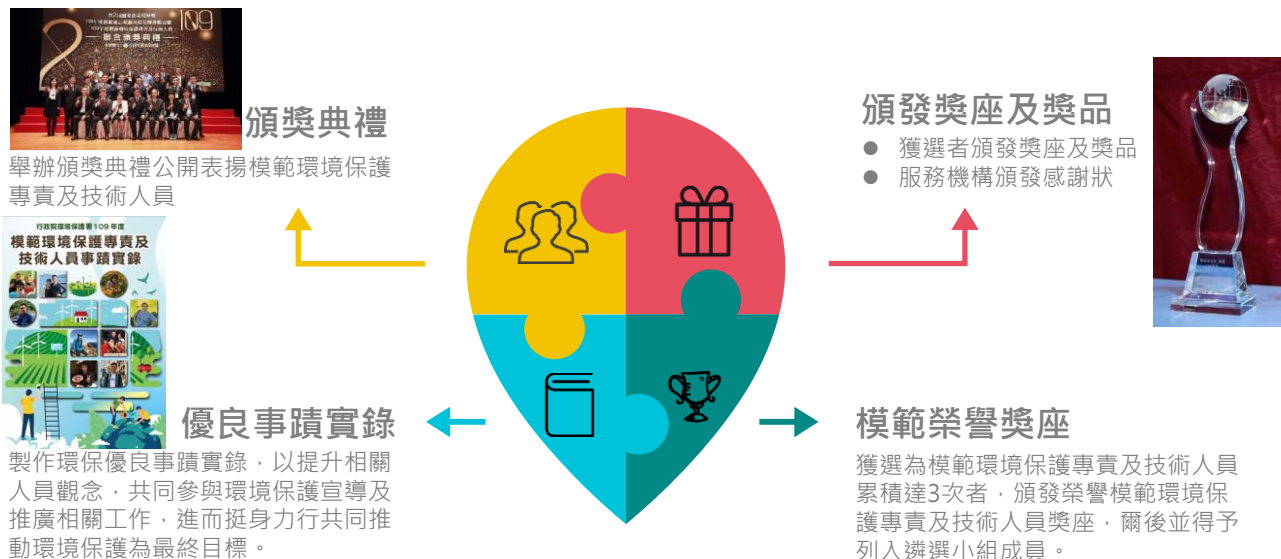 109
聯合頒獎典禮
頒獎典禮
舉辦頒獎典禮公開表揚模範環境保護
專責及技術人員
行政院環境保護署109年度
模範環境保護專責及
技術人員事蹟實錄
優良事蹟實錄
製作環保優良事蹟實錄，以提升相關
人員觀念，共同參與環境保護宣導及
推廣相關工作，進而挺身力行共同推
動環境保護為最終目標。
頒發獎座及獎品
● 獲選者頒發獎座及獎品
● 服務機構頒發感謝狀
模範榮譽獎座
獲選為模範環境保護專責及技術人員
累積達3次者，頒發榮譽模範環境保
護專責及技術人員獎座，爾後並得予
列入遴選小組成員。